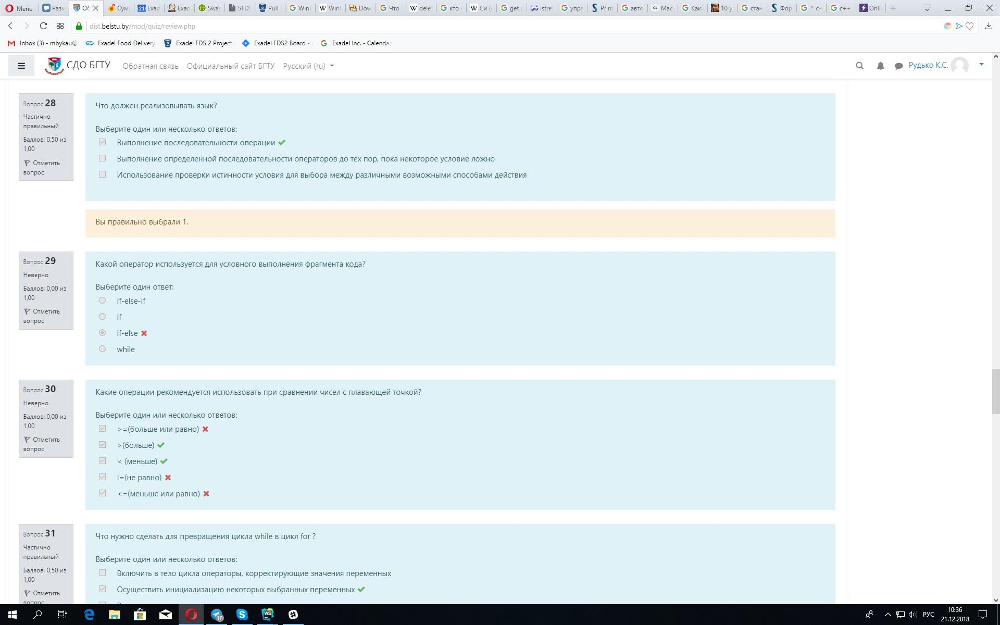 Menu
Разм
Об
Сум
21 Exad
Exad
Swag
SFDS
Pull
WinD
WinD
Dow
Что
dele
кто
Си (
get c
istre
упра
Print
авто
CL Мас
Как
10 у
стан
Фор
^ c+
c++
Onli
dist.belstu.by/mod/quiz/review.php
Inbox (3) - mbykau@
Exadel Food Delivery
Exadel FDS 2 Project
Exadel FDS2 Board -
Exadel Inc. - Calenda
СДО БГТУ
Обратная связь
Официальный сайт БГТУ
Русский (ru)
Рудько К.С.
Вопрос 28
Частично
правильный
Баллов: 0,50 из
1,00
Отметить
вопрос
Что должен реализовывать язык?
Выберите один или несколько ответов:
Выполнение последовательности операции
Выполнение определенной последовательности операторов до тех пор, пока некоторое условие ложно
Использование проверки истинности условия для выбора между различными возможными способами действия
Вы правильно выбрали 1.
Вопрос 29
Неверно
Баллов: 0,00 из
1,00
Отметить
вопрос
Какой оператор используется для условного выполнения фрагмента кода?
Выберите один ответ:
if-else-if
if
if-else
while
Вопрос 30
Неверно
Баллов: 0,00 из
1,00
Отметить
вопрос
Какие операции рекомендуется использовать при сравнении чисел с плавающей точкой?
Выберите один или несколько ответов:
>=(больше или равно)
>(больше)
< (меньше)
!=(не равно)
<=(меньше или равно)
Вопрос 31
Частично
правильный
Баллов: 0,50 из
1,00
Отметить
вопрос
Что нужно сделать для превращения цикла while в цикл for ?
Выберите один или несколько ответов:
Включить в тело цикла операторы, корректирующие значения переменных
Осуществить инициализацию некоторых выбранных переменных
18
WS
РУС
10:36
21.12.2018